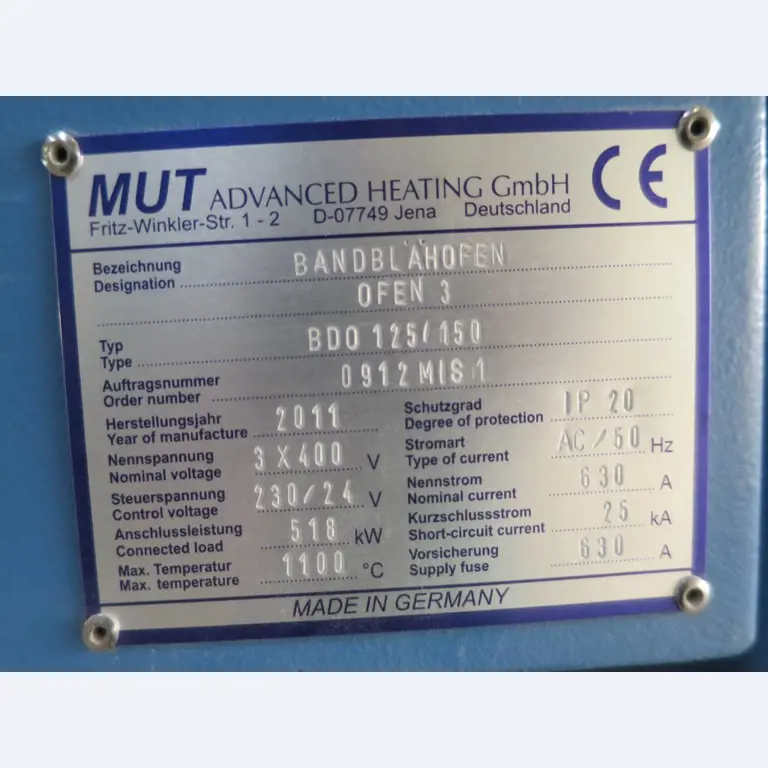 MUT ADVANCED HEATING GmbH CE
Fritz-Winkler-Str. 1 - 2 D-07749 Jena Deutschland
Bezeichnung BANDBLÄHOFEN
Designation
OFEN 3
Typ BDO 125/150
Type
Auftragsnummer 0912MIS1
Order number
Herstellungsjahr 2011
Year of manufacture
Nennspannung 3X400 V
Nominal voltage
Steuerspannung 230/24 V
Control voltage
Anschlussleistung 518 kW
Connected load
Max. Temperatur 1100 °C
Max. temperature
Schutzgrad IP 20
Degree of protection
Stromart AC/50 Hz
Type of current
Nennstrom 630 A
Nominal current
Kurzschlussstrom 25 kA
Short-circuit current
Vorsicherung 630 A
Supply fuse
MADE IN GERMANY